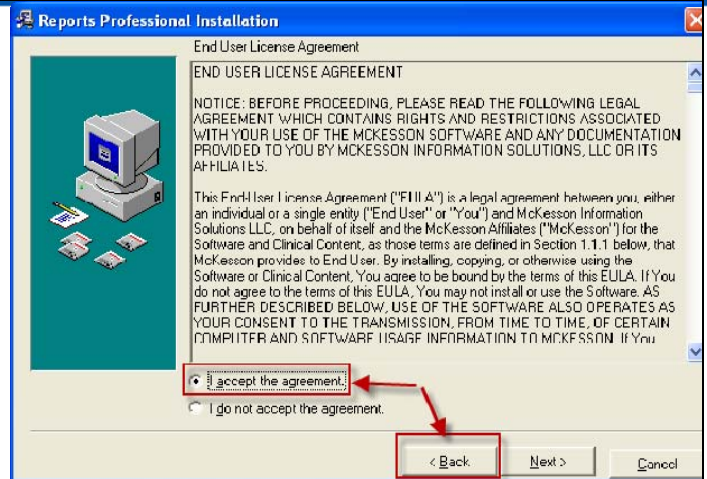 Reports Professional Installation
End User License Agreement
END USER LICENSE AGREEMENT
NOTICE: BEFORE PROCEEDING, PLEASE READ THE FOLLOWING LEGAL
AGREEMENT WHICH CONTAINS RIGHTS AND RESTRICTIONS ASSOCIATED
WITH YOUR USE OF THE MCKESSON SOFTWARE AND ANY DOCUMENTATION
PROVIDED TO YOU BY MCKESSON INFORMATION SOLUTIONS, LLC OR ITS
AFFILIATES.
This End-User License Agreement ("EULA") is a legal agreement between you, either
an individual or a single entity ("End User" or "You") and McKesson Information
Solutions LLC, on behalf of itself and the McKesson Affiliates ("McKesson") for the
Software and Clinical Content, as those terms are defined in Section 1.1.1 below, that
McKesson provides to End User. By installing, copying, or otherwise using the
Software or Clinical Content, You agree to be bound by the terms of this EULA. If You
do not agree to the terms of this EULA, You may not install or use the Software. AS
FURTHER DESCRIBED BELOW, USE OF THE SOFTWARE ALSO OPERATES AS
YOUR CONSENT TO THE TRANSMISSION, FROM TIME TO TIME, OF CERTAIN
COMPUTER AND SOFTWARE USAGE INFORMATION TO MCKESSON. If You
I accept the agreement.
I do not accept the agreement.
< Back
Next >
Cancel